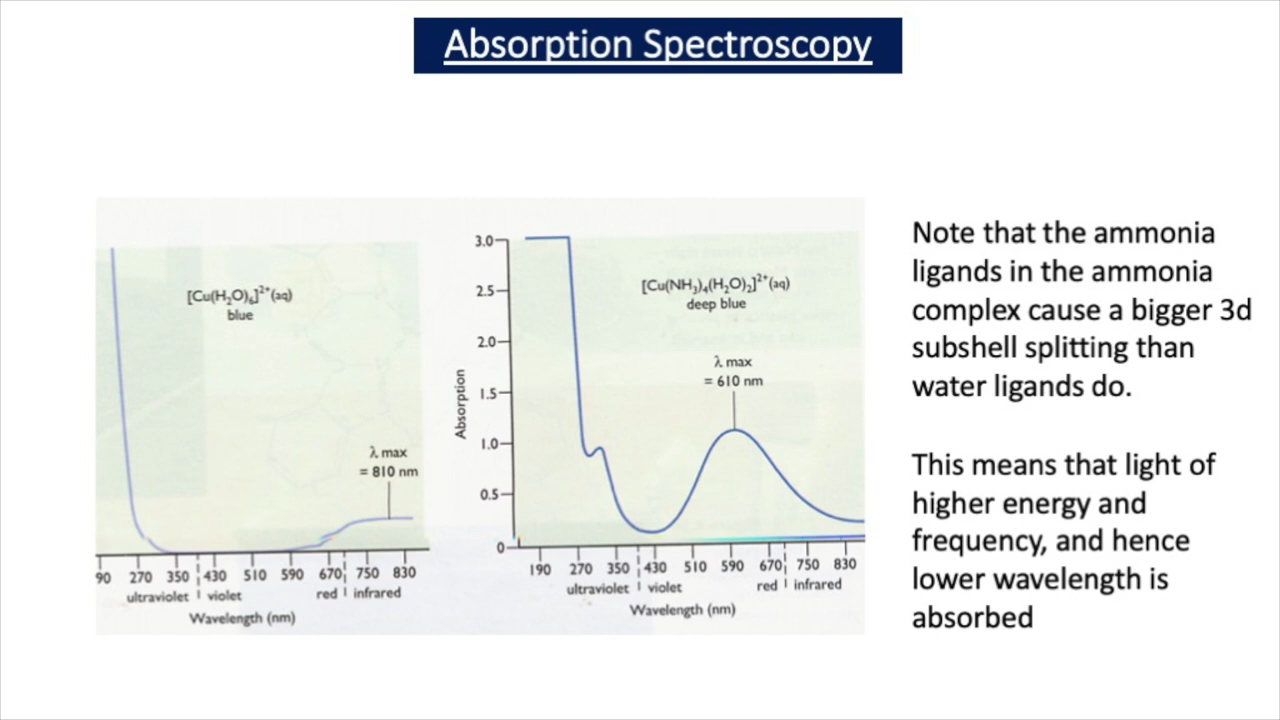 Absorption Spectroscopy
[Cu(H₂O)₆]²⁺(aq)
blue
λ max
= 810 nm
90 270 350 430 510 590 670 750 830
ultraviolet violet red infrared
Wavelength (nm)
3.0
2.5
2.0
1.5
1.0
0.5
0
Absorption
[Cu(NH₃)₄(H₂O)₂]²⁺(aq)
deep blue
λ max
= 610 nm
190 270 350 430 510 590 670 750 830
ultraviolet violet red infrared
Wavelength (nm)
Note that the ammonia
ligands in the ammonia
complex cause a bigger 3d
subshell splitting than
water ligands do.
This means that light of
higher energy and
frequency, and hence
lower wavelength is
absorbed